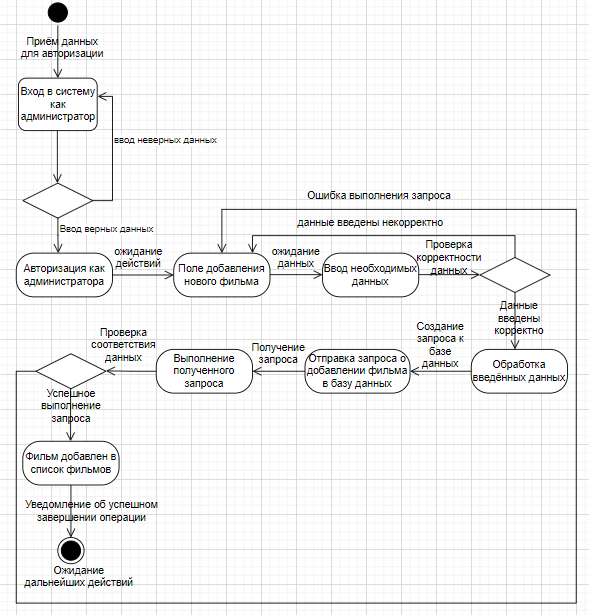 Приём данных
для авторизации
Вход в систему
как
администратор
ввод неверных данных
Ввод верных данных
Ошибка выполнения запроса
данные введены некорректно
Авторизация как
администратора
ожидание
действий
Поле добавления
нового фильма
ожидание
данных
Ввод необходимых
данных
Проверка
корректности
данных
Данные
введены
корректно
Обработка
введённых данных
Создание
запроса к
базе
данных
Отправка запроса о
добавлении фильма
в базу данных
Получение
запроса
Выполнение
полученного
запроса
Проверка
соответствия
данных
Успешное
выполнение
запроса
Фильм добавлен в
список фильмов
Уведомление об успешном
завершении операции
Ожидание
дальнейших действий